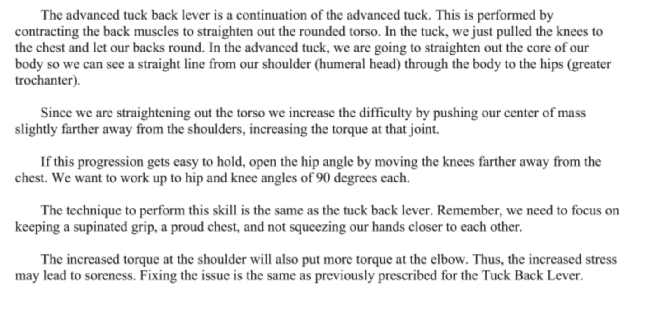 The advanced tuck back lever is a continuation of the advanced tuck. This is performed by
contracting the back muscles to straighten out the rounded torso. In the tuck, we just pulled the knees to
the chest and let our backs round. In the advanced tuck, we are going to straighten out the core of our
body so we can see a straight line from our shoulder (humeral head) through the body to the hips (greater
trochanter).
Since we are straightening out the torso we increase the difficulty by pushing our center of mass
slightly farther away from the shoulders, increasing the torque at that joint.
If this progression gets easy to hold, open the hip angle by moving the knees farther away from the
chest. We want to work up to hip and knee angles of 90 degrees each.
The technique to perform this skill is the same as the tuck back lever. Remember, we need to focus on
keeping a supinated grip, a proud chest, and not squeezing our hands closer to each other.
The increased torque at the shoulder will also put more torque at the elbow. Thus, the increased stress
may lead to soreness. Fixing the issue is the same as previously prescribed for the Tuck Back Lever.